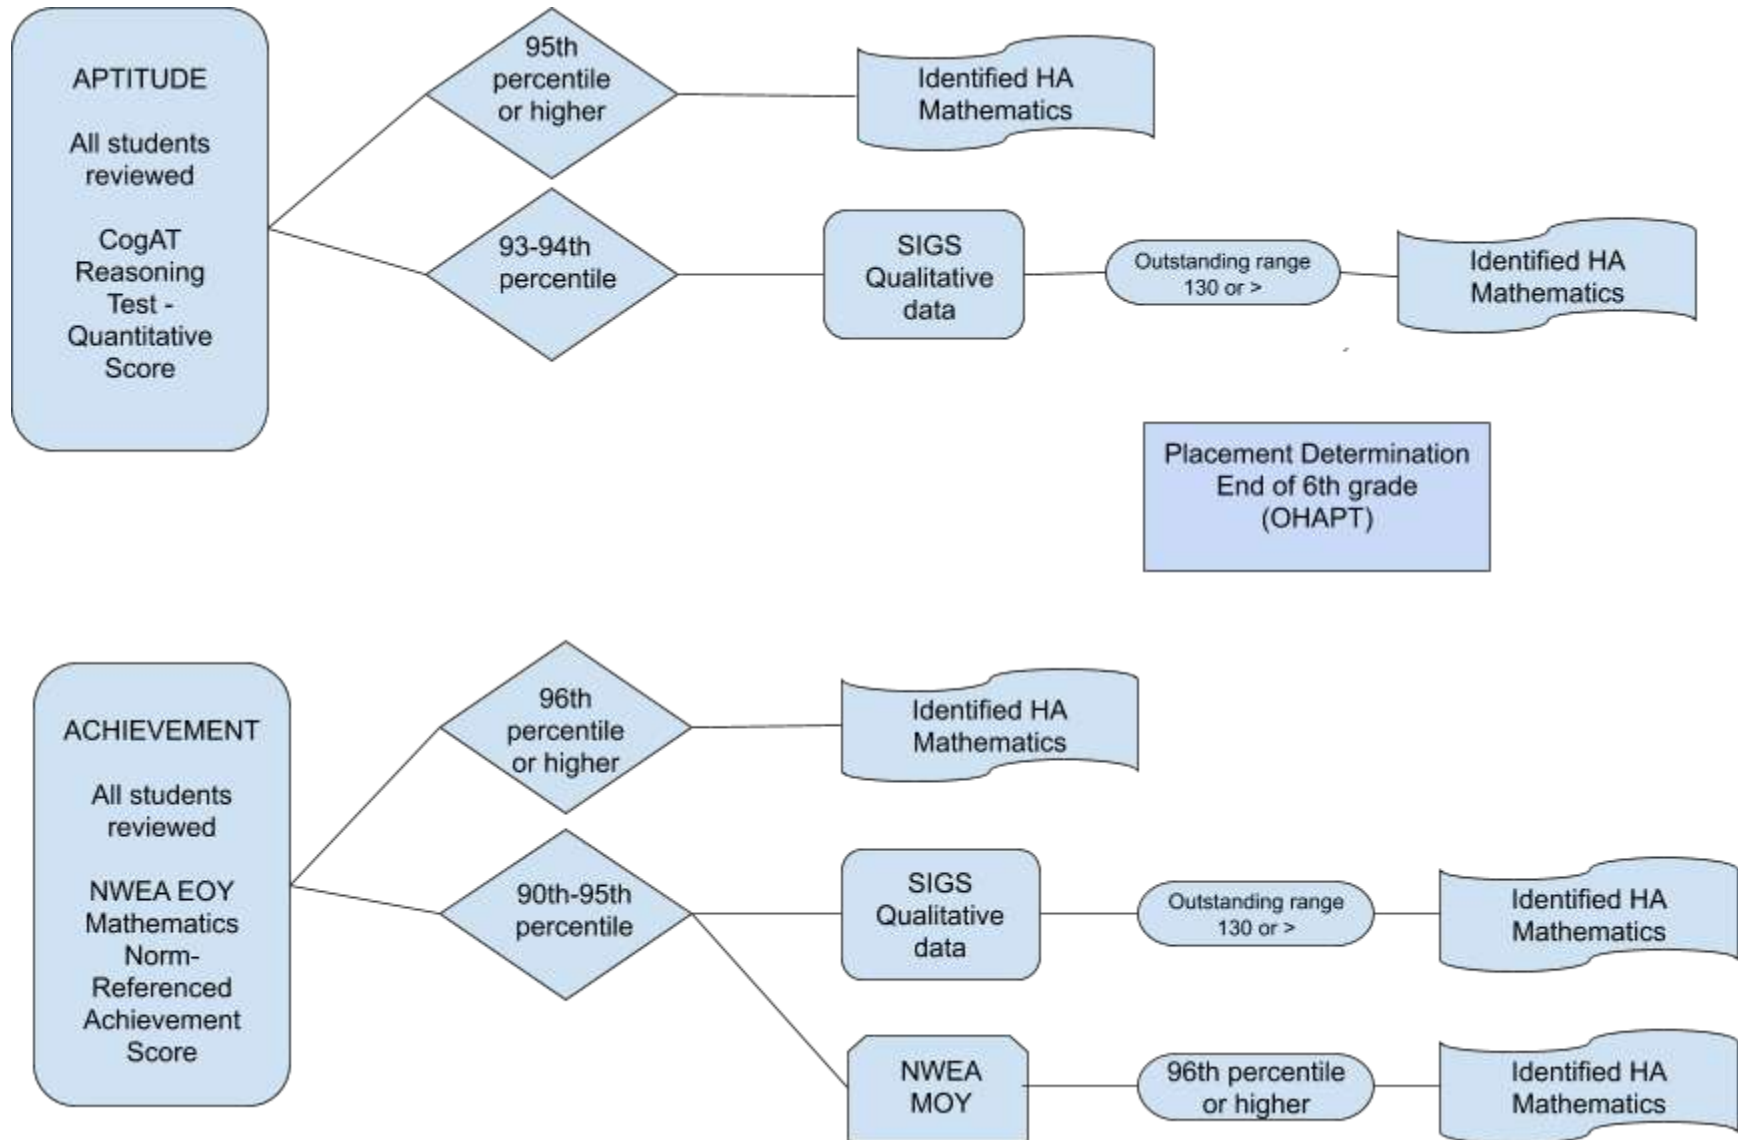 APTITUDE
All students
reviewed
CogAT
Reasoning
Test -
Quantitative
Score
95th
percentile
or higher
Identified HA
Mathematics
93-94th
percentile
SIGS
Qualitative
data
Outstanding range
130 or >
Identified HA
Mathematics
Placement Determination
End of 6th grade
(OHAPT)
ACHIEVEMENT
All students
reviewed
NWEA EOY
Mathematics
Norm-
Referenced
Achievement
Score
96th
percentile
or higher
Identified HA
Mathematics
90th-95th
percentile
SIGS
Qualitative
data
Outstanding range
130 or >
Identified HA
Mathematics
NWEA
MOY
96th percentile
or higher
Identified HA
Mathematics